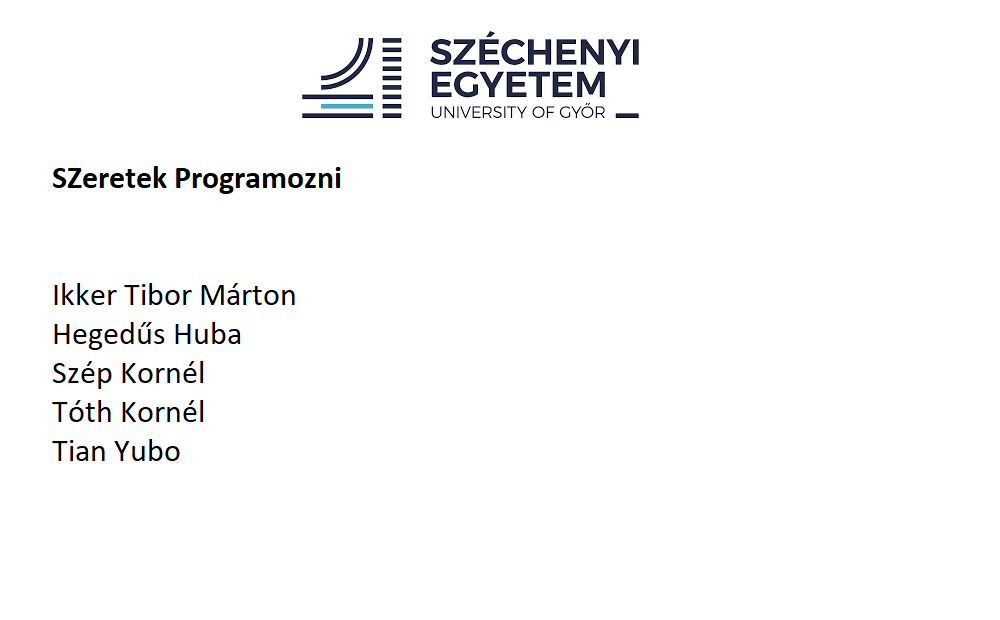 SZÉCHENYI
EGYETEM
UNIVERSITY OF GYŐR
SZeretek Programozni
Ikker Tibor Márton
Hegedűs Huba
Szép Kornél
Tóth Kornél
Tian Yubo